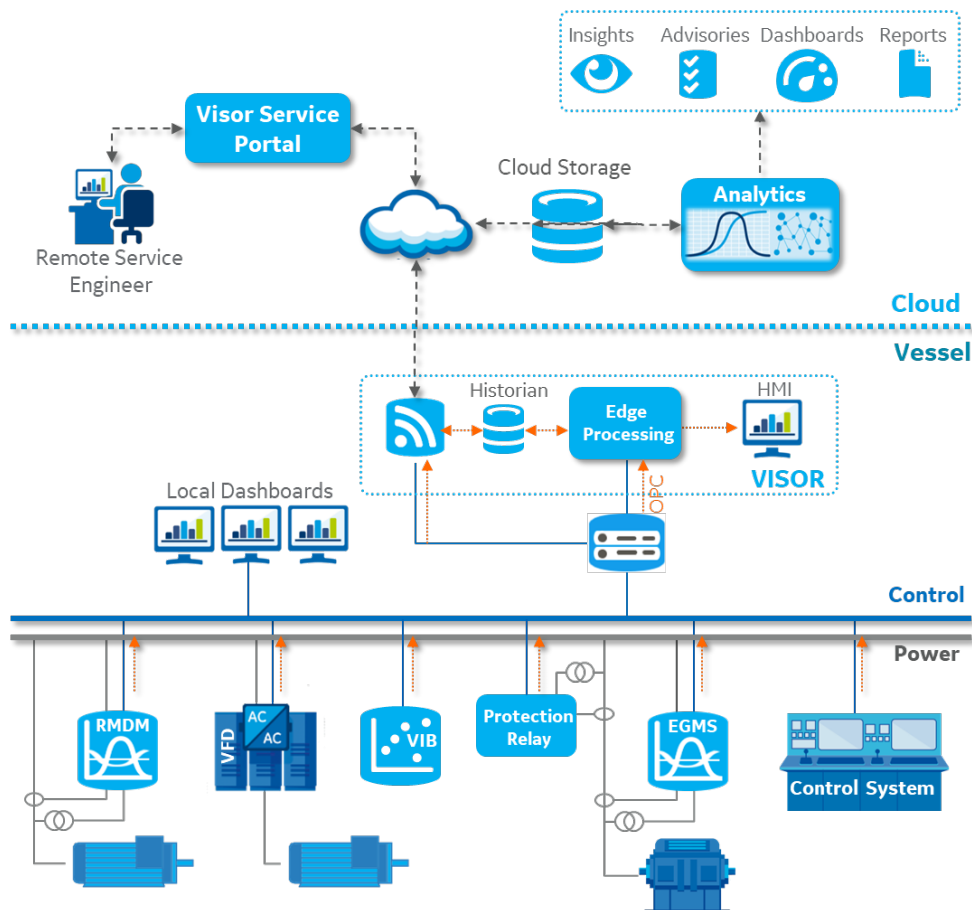 Insights
Advisories
Dashboards
Reports
Visor Service
Portal
Cloud Storage
Analytics
Remote Service
Engineer
Cloud
Vessel
Historian
HMI
Edge
Processing
VISOR
OPC
Local Dashboards
Control
Power
RMDM
VFD
AC
AC
VIB
Protection
Relay
EGMS
Control System